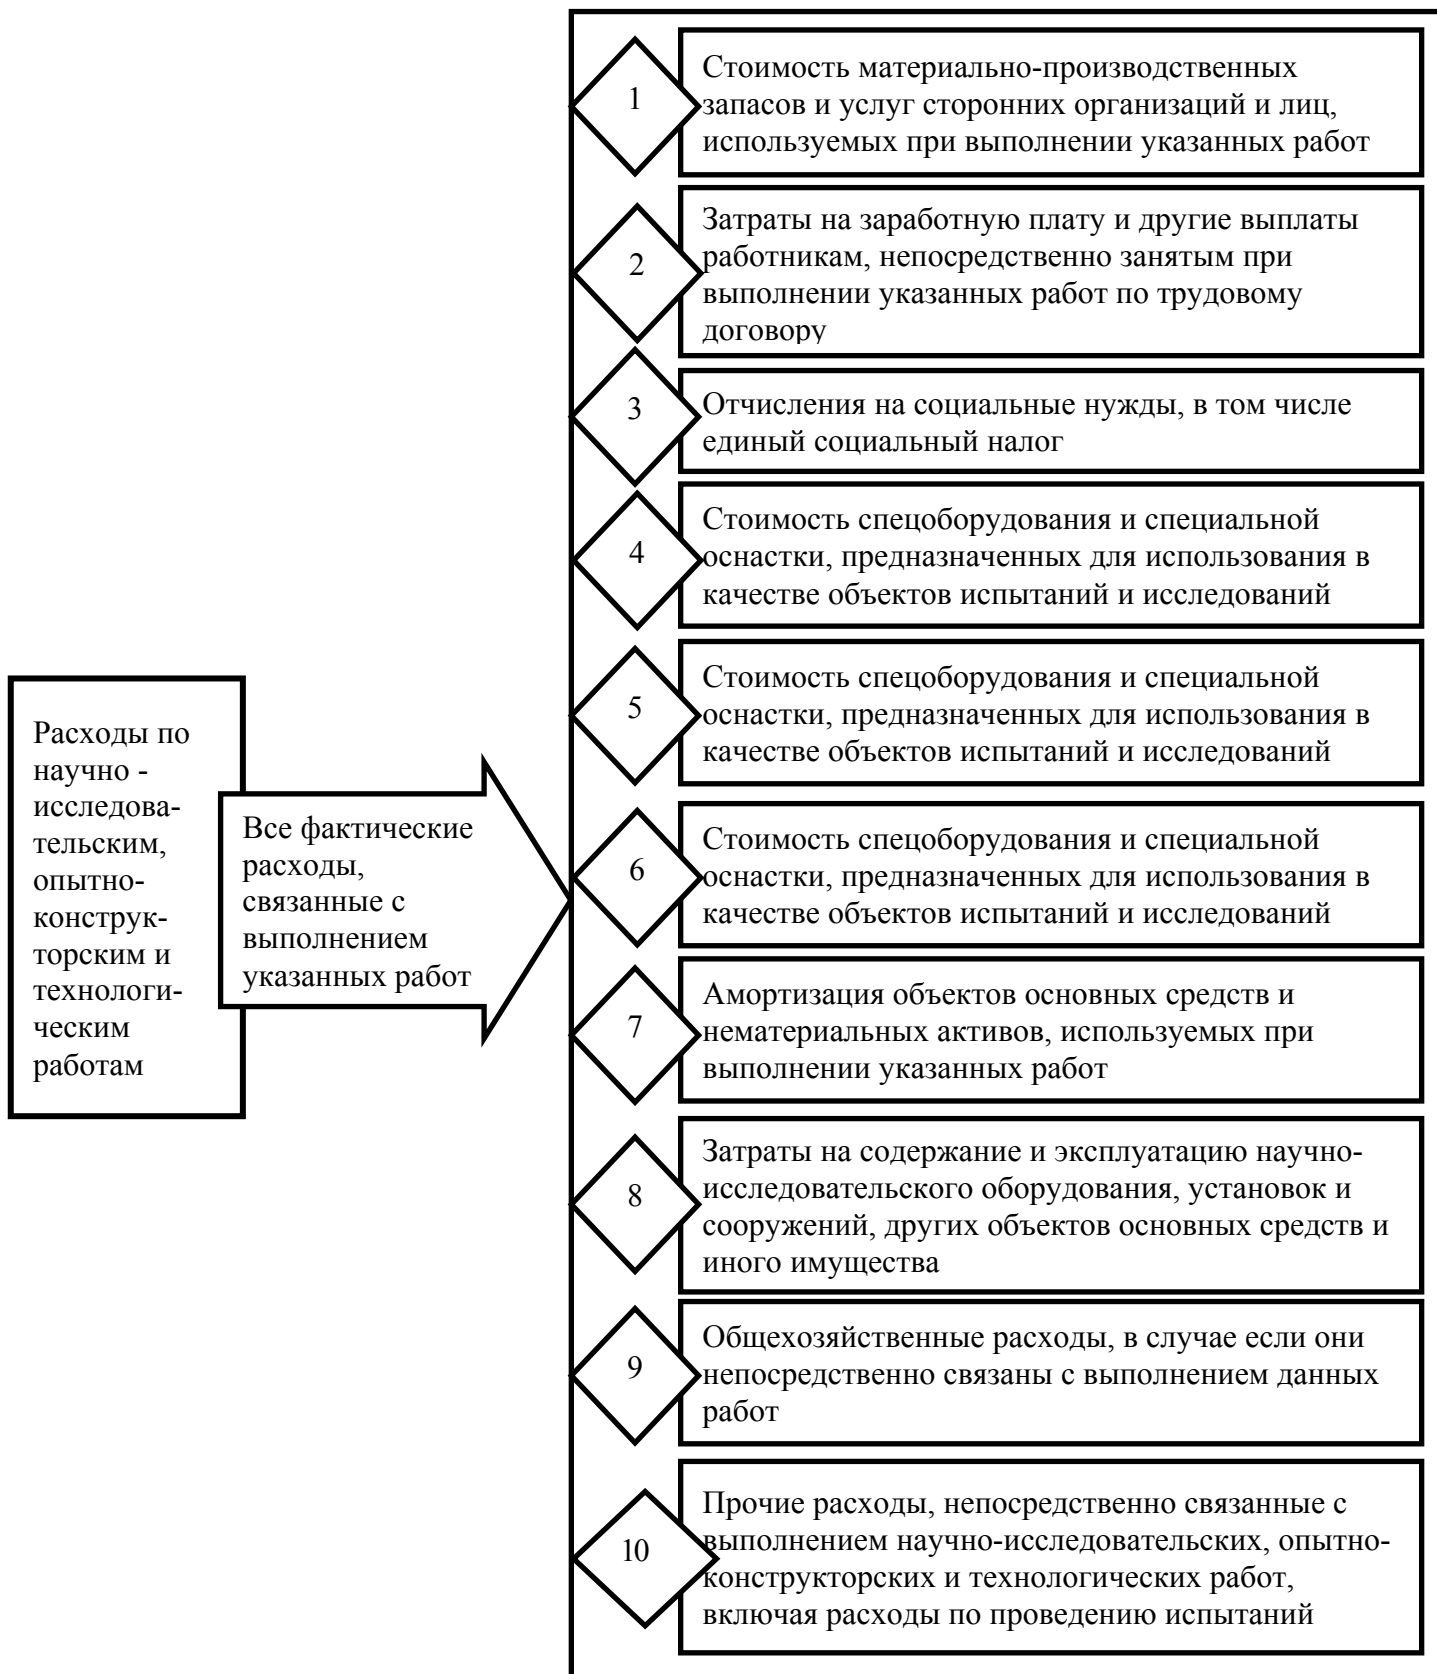 Расходы по
научно -
исследова-
тельским,
опытно-
конструк-
торским и
технологи-
ческим
работам
Все фактические
расходы,
связанные с
выполнением
указанных работ
1
Стоимость материально-производственных
запасов и услуг сторонних организаций и лиц,
используемых при выполнении указанных работ
2
Затраты на заработную плату и другие выплаты
работникам, непосредственно занятым при
выполнении указанных работ по трудовому
договору
3
Отчисления на социальные нужды, в том числе
единый социальный налог
4
Стоимость спецоборудования и специальной
оснастки, предназначенных для использования в
качестве объектов испытаний и исследований
5
Стоимость спецоборудования и специальной
оснастки, предназначенных для использования в
качестве объектов испытаний и исследований
6
Стоимость спецоборудования и специальной
оснастки, предназначенных для использования в
качестве объектов испытаний и исследований
7
Амортизация объектов основных средств и
нематериальных активов, используемых при
выполнении указанных работ
8
Затраты на содержание и эксплуатацию научно-
исследовательского оборудования, установок и
сооружений, других объектов основных средств и
иного имущества
9
Общехозяйственные расходы, в случае если они
непосредственно связаны с выполнением данных
работ
10
Прочие расходы, непосредственно связанные с
выполнением научно-исследовательских, опытно-
конструкторских и технологических работ,
включая расходы по проведению испытаний